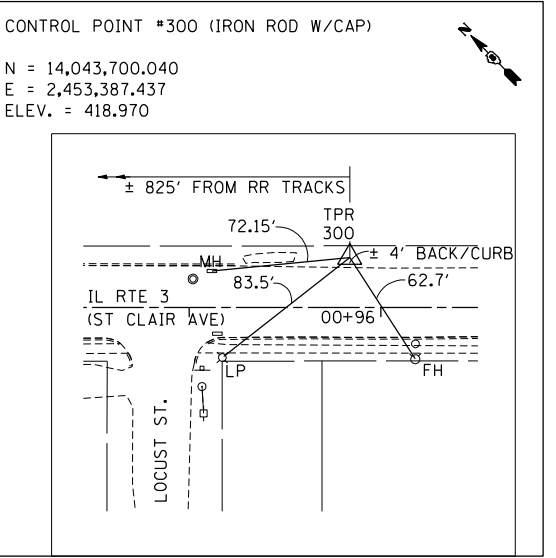 CONTROL POINT #300 (IRON ROD W/CAP)
N
N = 14,043,700.040
E = 2,453,387.437
ELEV. = 418.970
± 825' FROM RR TRACKS
72.15'
TPR
300
MH
± 4' BACK/CURB
83.5'
62.7'
IL RTE 3
(ST CLAIR AVE)
00+96
LP
FH
LOCUST ST.